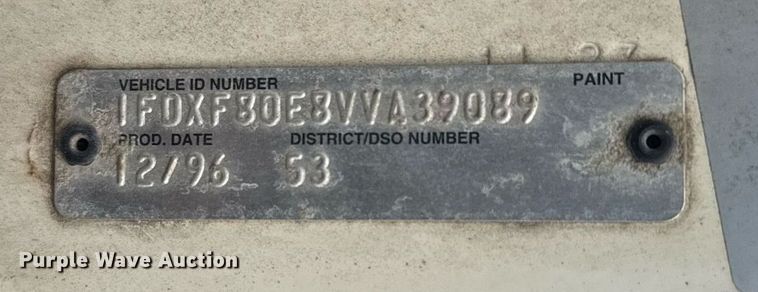 VEHICLE ID NUMBER PAINT
1FDXF80E8VVA39089
PROD. DATE DISTRICT/DSO NUMBER
12/96 53
Purple Wave Auction